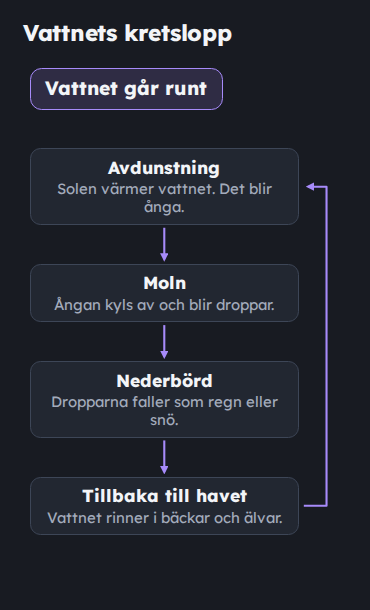 Vattnets kretslopp
Vattnet går runt
Avdunstning
Solen värmer vattnet. Det blir
ånga.
Moln
Ångan kyls av och blir droppar.
Nederbörd
Dropparna faller som regn eller
snö.
Tillbaka till havet
Vattnet rinner i bäckar och älvar.